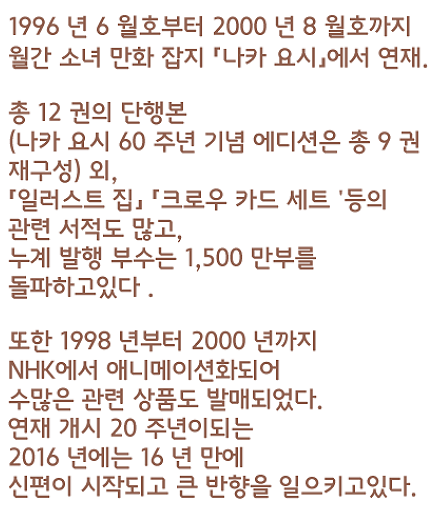 1996 년 6 월호부터 2000 년 8 월호까지
월간 소녀 만화 잡지 『나카 요시』에서 연재.
총 12 권의 단행본
(나카 요시 60 주년 기념 에디션은 총 9 권
재구성) 외,
『일러스트 집』 『크로우 카드 세트 '등의
관련 서적도 많고,
누계 발행 부수는 1,500 만부를
돌파하고있다 .
또한 1998 년부터 2000 년까지
NHK에서 애니메이션화되어
수많은 관련 상품도 발매되었다.
연재 개시 20 주년이되는
2016 년에는 16 년 만에
신편이 시작되고 큰 반향을 일으키고있다.